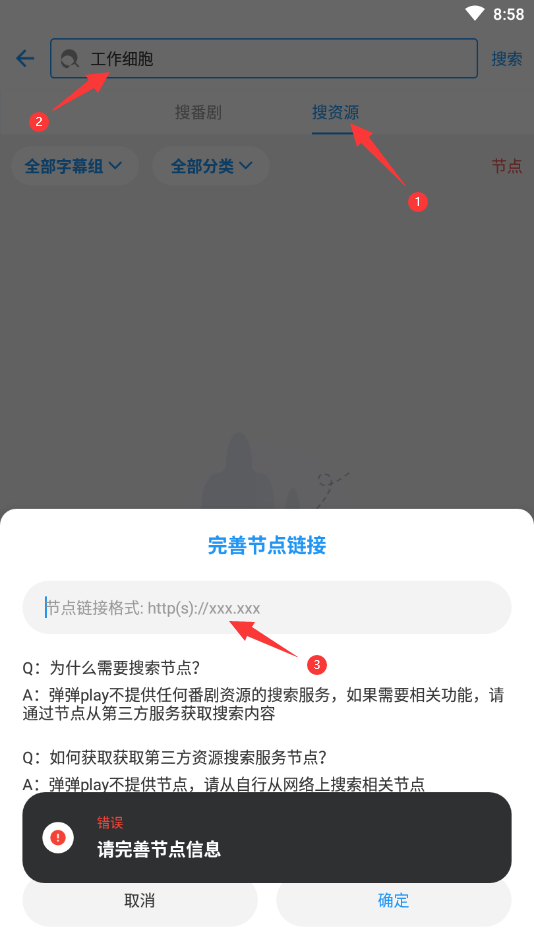 8:58
工作细胞
搜索
2
搜番剧
搜资源
全部字幕组
全部分类
节点
1
完善节点链接
节点链接格式: http(s)://xxx.xxx
3
Q：为什么需要搜索节点？
A：弹弹play不提供任何番剧资源的搜索服务，如果需要相关功能，请
通过节点从第三方服务获取搜索内容
Q：如何获取获取第三方资源搜索服务节点？
A：弹弹play不提供节点，请从自行从网络上搜索相关节点
错误
请完善节点信息
取消
确定